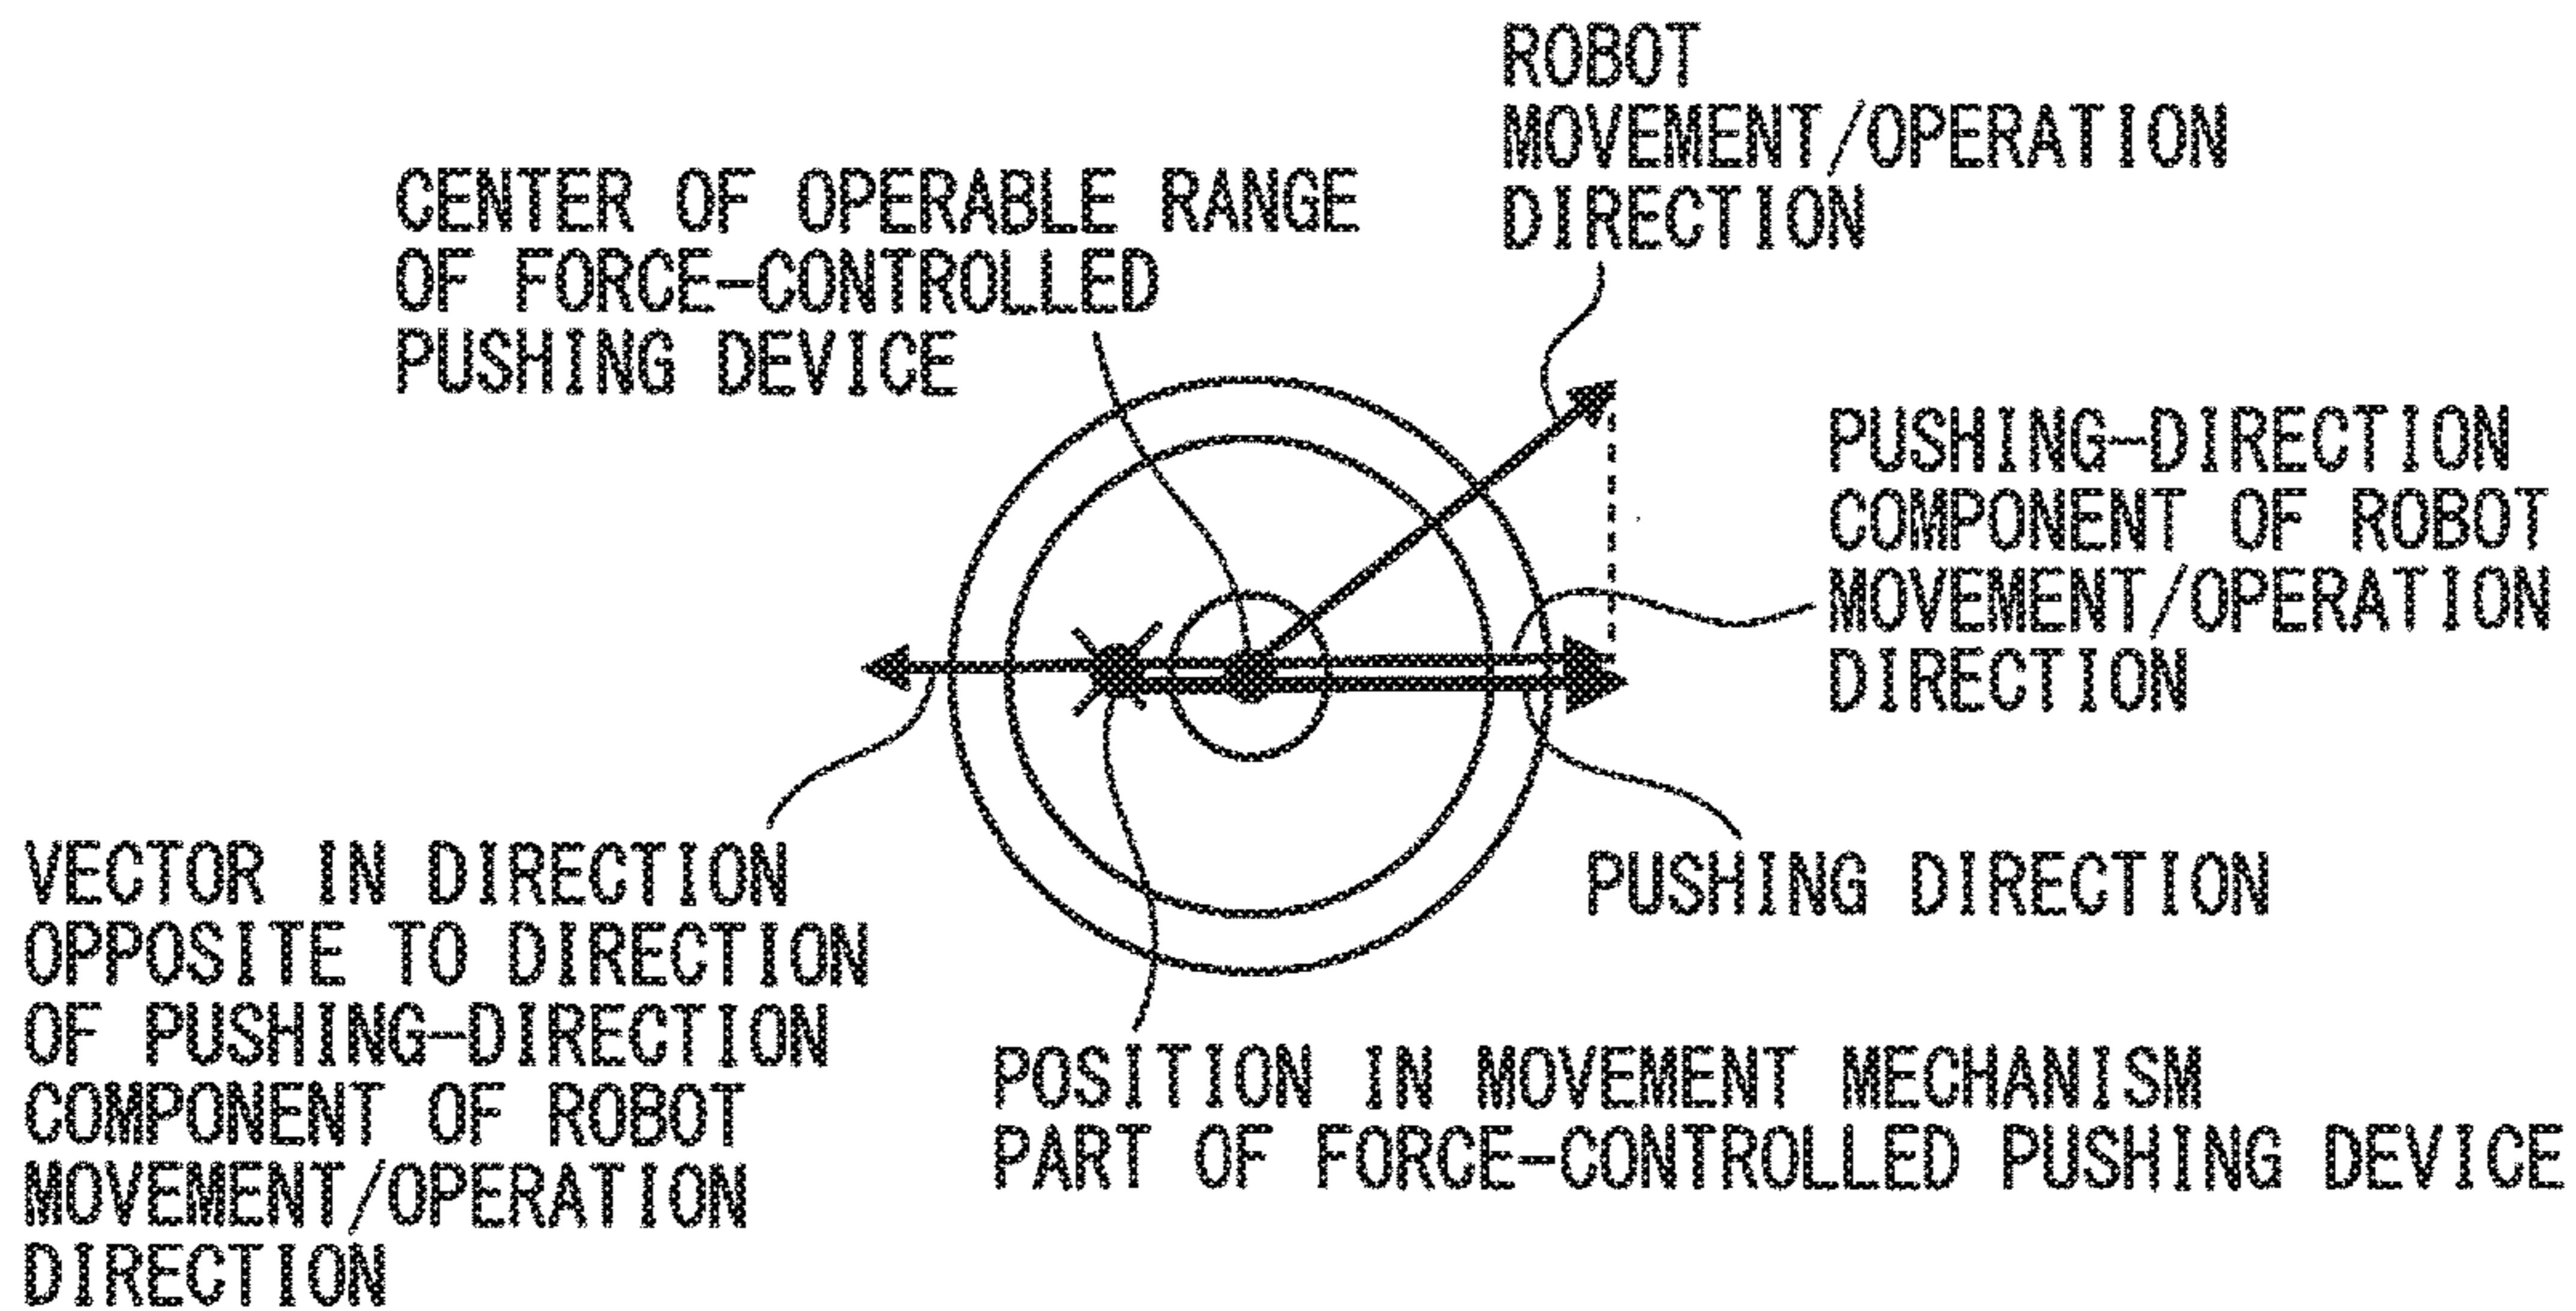 ROBOT
MOVEMENT/OPERATION
DIRECTION
CENTER OF OPERABLE RANGE
OF FORCE-CONTROLLED
PUSHING DEVICE
PUSHING-DIRECTION
COMPONENT OF ROBOT
MOVEMENT/OPERATION
DIRECTION
VECTOR IN DIRECTION
OPPOSITE TO DIRECTION
OF PUSHING-DIRECTION
COMPONENT OF ROBOT
MOVEMENT/OPERATION
DIRECTION
PUSHING DIRECTION
POSITION IN MOVEMENT MECHANISM
PART OF FORCE-CONTROLLED PUSHING DEVICE